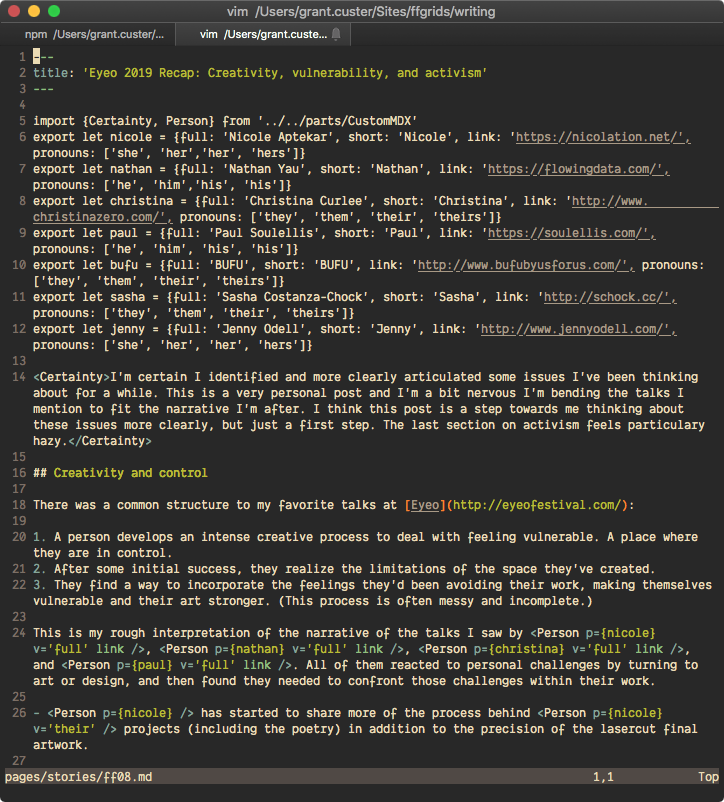 vim  /Users/grant.custer/Sites/ffgrids/writing
npm  /Users/grant.custer/...
vim  /Users/grant.custe...
1 ---
2 title: 'Eyeo 2019 Recap: Creativity, vulnerability, and activism'
3 ---
4
5 import {Certainty, Person} from '../../parts/CustomMDX'
6 export let nicole = {full: 'Nicole Aptekar', short: 'Nicole', link: 'https://nicolation.net/',
pronouns: ['she', 'her','her', 'hers']}
7 export let nathan = {full: 'Nathan Yau', short: 'Nathan', link: 'https://flowingdata.com/',
pronouns: ['he', 'him','his', 'his']}
8 export let christina = {full: 'Christina Curlee', short: 'Christina', link: 'http://www.
christinazero.com/', pronouns: ['they', 'them', 'their', 'theirs']}
9 export let paul = {full: 'Paul Soulellis', short: 'Paul', link: 'https://soulellis.com/',
pronouns: ['he', 'him', 'his', 'his']}
10 export let bufu = {full: 'BUFU', short: 'BUFU', link: 'http://www.bufubyusforus.com/', pronouns:
['they', 'them', 'their', 'theirs']}
11 export let sasha = {full: 'Sasha Costanza-Chock', short: 'Sasha', link: 'http://schock.cc/',
pronouns: ['they', 'them', 'their', 'theirs']}
12 export let jenny = {full: 'Jenny Odell', short: 'Jenny', link: 'http://www.jennyodell.com/',
pronouns: ['she', 'her', 'her', 'hers']}
13
14 <Certainty>I'm certain I identified and more clearly articulated some issues I've been thinking
about for a while. This is a very personal post and I'm a bit nervous I'm bending the talks I
mention to fit the narrative I'm after. I think this post is a step towards me thinking about
these issues more clearly, but just a first step. The last section on activism feels particulary
hazy.</Certainty>
15
16 ## Creativity and control
17
18 There was a common structure to my favorite talks at [Eyeo](http://eyeofestival.com/):
19
20 1. A person develops an intense creative process to deal with feeling vulnerable. A place where
they are in control.
21 2. After some initial success, they realize the limitations of the space they've created.
22 3. They find a way to incorporate the feelings they'd been avoiding their work, making themselves
vulnerable and their art stronger. (This process is often messy and incomplete.)
23
24 This is my rough interpretation of the narrative of the talks I saw by <Person p={nicole}
v='full' link />, <Person p={nathan} v='full' link />, <Person p={christina} v='full' link />,
and <Person p={paul} v='full' link />. All of them reacted to personal challenges by turning to
art or design, and then found they needed to confront those challenges within their work.
25
26 - <Person p={nicole} /> has started to share more of the process behind <Person p={nicole}
v='their' /> projects (including the poetry) in addition to the precision of the lasercut final
artwork.
27
pages/stories/ff08.md 1,1 Top